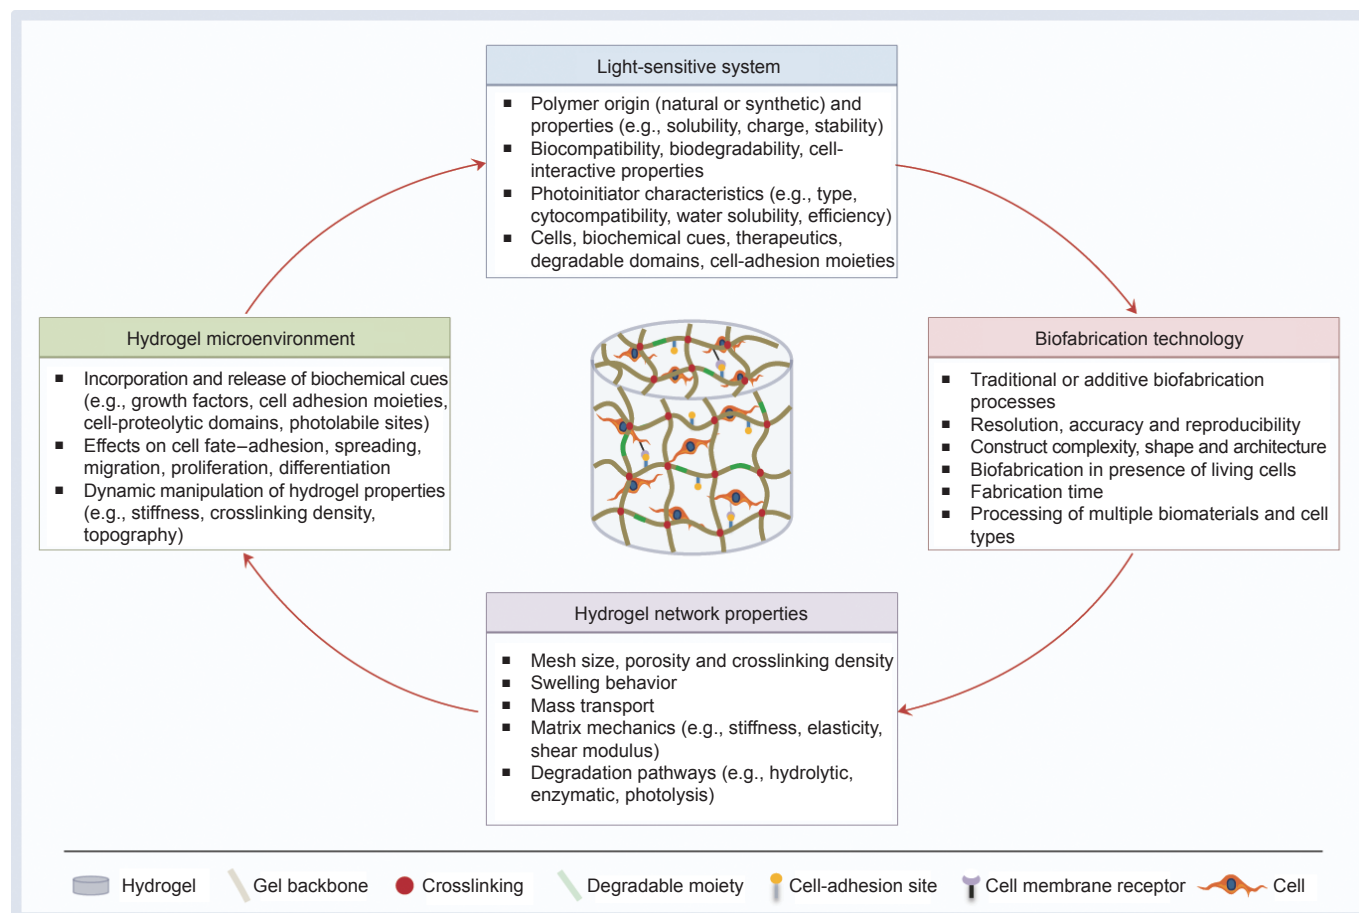 Light-sensitive system
■ Polymer origin (natural or synthetic) and
properties (e.g., solubility, charge, stability)
■ Biocompatibility, biodegradability, cell-
interactive properties
■ Photoinitiator characteristics (e.g., type,
cytocompatibility, water solubility, efficiency)
■ Cells, biochemical cues, therapeutics,
degradable domains, cell-adhesion moieties
Hydrogel microenvironment
■ Incorporation and release of biochemical cues
(e.g., growth factors, cell adhesion moieties,
cell-proteolytic domains, photolabile sites)
■ Effects on cell fate–adhesion, spreading,
migration, proliferation, differentiation
■ Dynamic manipulation of hydrogel properties
(e.g., stiffness, crosslinking density,
topography)
Biofabrication technology
■ Traditional or additive biofabrication
processes
■ Resolution, accuracy and reproducibility
■ Construct complexity, shape and architecture
■ Biofabrication in presence of living cells
■ Fabrication time
■ Processing of multiple biomaterials and cell
types
Hydrogel network properties
■ Mesh size, porosity and crosslinking density
■ Swelling behavior
■ Mass transport
■ Matrix mechanics (e.g., stiffness, elasticity,
shear modulus)
■ Degradation pathways (e.g., hydrolytic,
enzymatic, photolysis)
Hydrogel Gel backbone Crosslinking Degradable moiety Cell-adhesion site Cell membrane receptor Cell